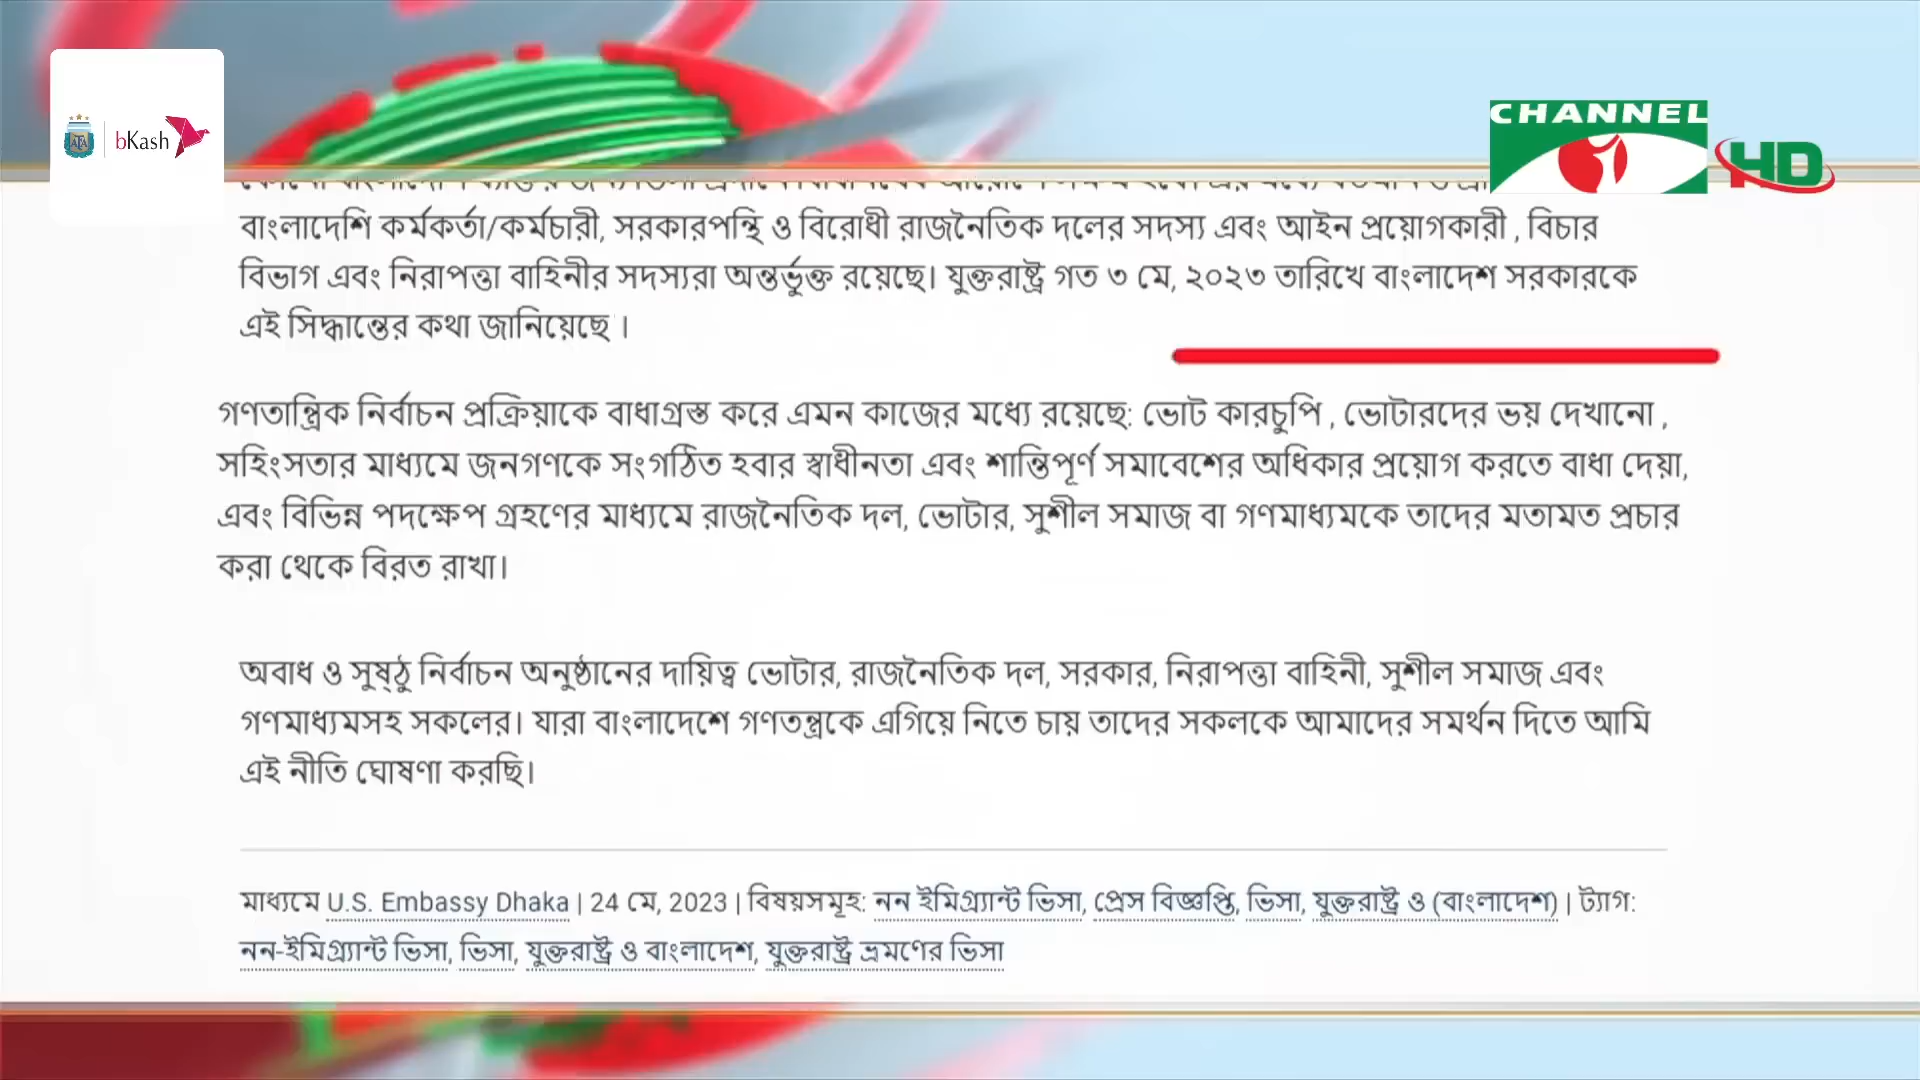 AFA
bKash
CHANNEL
HD
বাংলাদেশি কর্মকর্তা/কর্মচারী, সরকারপন্থি ও বিরোধী রাজনৈতিক দলের সদস্য এবং আইন প্রয়োগকারী , বিচার
বিভাগ এবং নিরাপত্তা বাহিনীর সদস্যরা অন্তর্ভুক্ত রয়েছে। যুক্তরাষ্ট্র গত ৩ মে, ২০২৩ তারিখে বাংলাদেশ সরকারকে
এই সিদ্ধান্তের কথা জানিয়েছে ।
গণতান্ত্রিক নির্বাচন প্রক্রিয়াকে বাধাগ্রস্ত করে এমন কাজের মধ্যে রয়েছে: ভোট কারচুপি , ভোটারদের ভয় দেখানো ,
সহিংসতার মাধ্যমে জনগণকে সংগঠিত হবার স্বাধীনতা এবং শান্তিপূর্ণ সমাবেশের অধিকার প্রয়োগ করতে বাধা দেয়া,
এবং বিভিন্ন পদক্ষেপ গ্রহণের মাধ্যমে রাজনৈতিক দল, ভোটার, সুশীল সমাজ বা গণমাধ্যমকে তাদের মতামত প্রচার
করা থেকে বিরত রাখা।
অবাধ ও সুষ্ঠু নির্বাচন অনুষ্ঠানের দায়িত্ব ভোটার, রাজনৈতিক দল, সরকার, নিরাপত্তা বাহিনী, সুশীল সমাজ এবং
গণমাধ্যমসহ সকলের। যারা বাংলাদেশে গণতন্ত্রকে এগিয়ে নিতে চায় তাদের সকলকে আমাদের সমর্থন দিতে আমি
এই নীতি ঘোষণা করছি।
মাধ্যমে U.S. Embassy Dhaka | 24 মে, 2023 | বিষয়সমূহ: নন ইমিগ্র্যান্ট ভিসা, প্রেস বিজ্ঞপ্তি, ভিসা, যুক্তরাষ্ট্র ও (বাংলাদেশ) | ট্যাগ:
নন-ইমিগ্র্যান্ট ভিসা, ভিসা, যুক্তরাষ্ট্র ও বাংলাদেশ, যুক্তরাষ্ট্র ভ্রমণের ভিসা